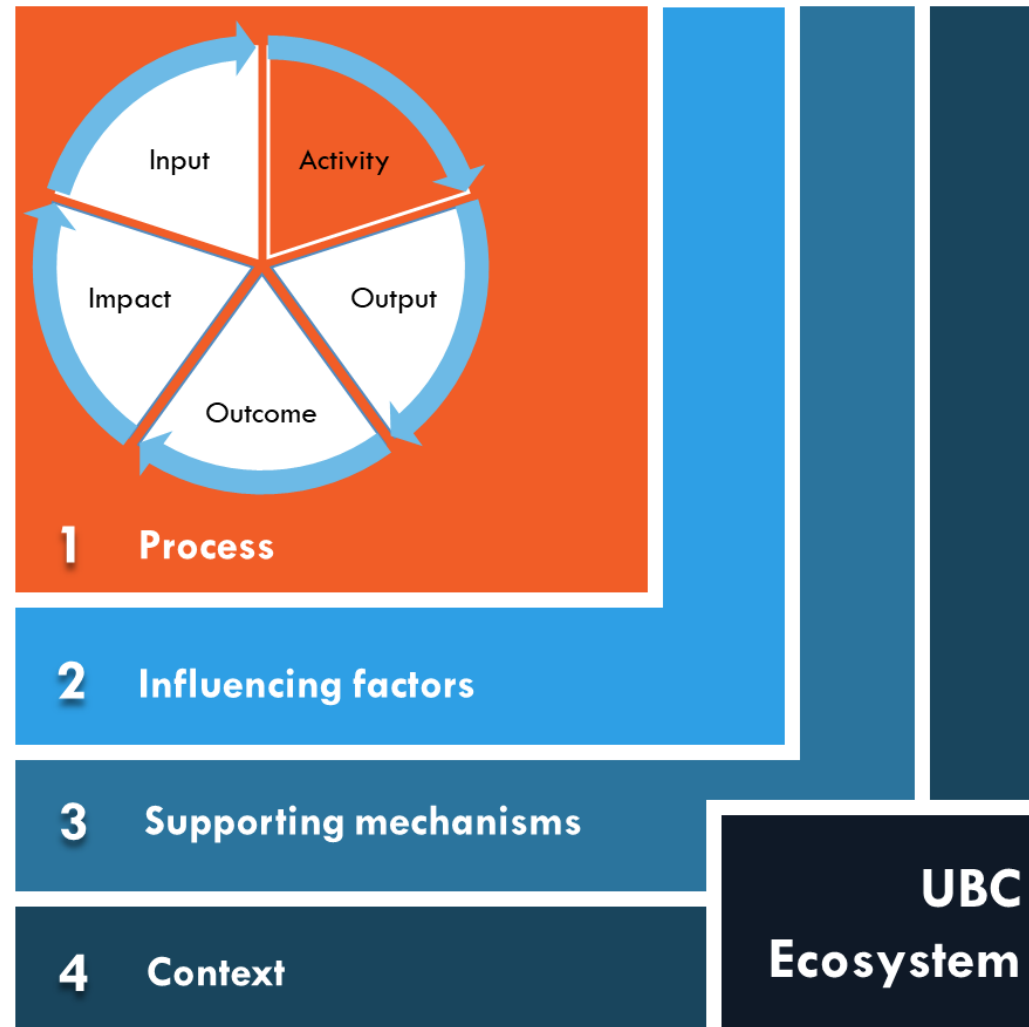 Input
Activity
Impact
Output
Outcome
1 Process
2 Influencing factors
3 Supporting mechanisms
4 Context
UBC
Ecosystem